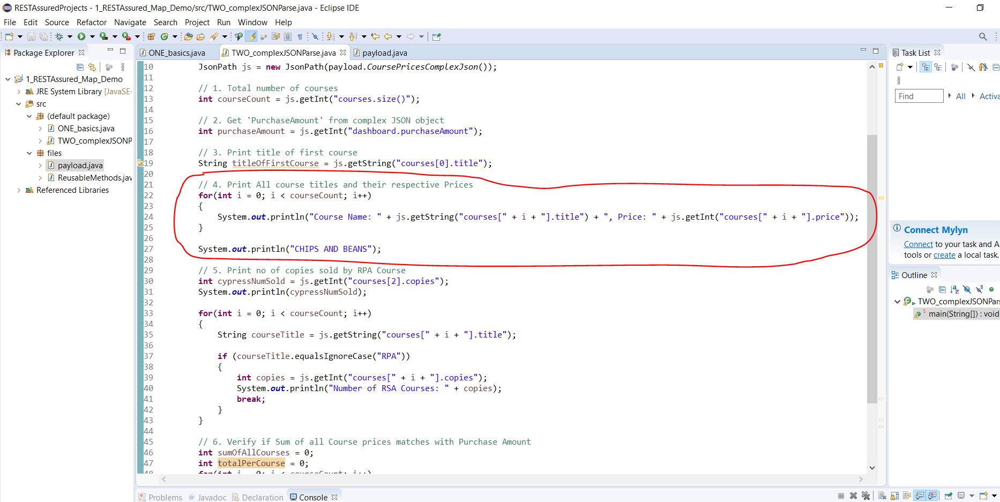 RESTAssuredProjects - 1_RESTAssured_Map_Demo/src/TWO_complexJSONParse.java - Eclipse IDE
File Edit Source Refactor Navigate Search Project Run Window Help
Package Explorer
1_RESTAssured_Map_Demo
JRE System Library [JavaSE-
src
(default package)
ONE_basics.java
TWO_complexJSONP
files
payload.java
ReusableMethods.jav
Referenced Libraries
ONE_basics.java TWO_complexJSONParse.java payload.java
10 JsonPath js = new JsonPath(payload.CoursePricesComplexJson());
11
12 // 1. Total number of courses
13 int courseCount = js.getInt("courses.size()");
14
15 // 2. Get 'PurchaseAmount' from complex JSON object
16 int purchaseAmount = js.getInt("dashboard.purchaseAmount");
17
18 // 3. Print title of first course
19 String titleOfFirstCourse = js.getString("courses[0].title");
20
21 // 4. Print All course titles and their respective Prices
22 for(int i = 0; i < courseCount; i++)
23 {
24 System.out.println("Course Name: " + js.getString("courses[" + i + "].title") + ", Price: " + js.getInt("courses[" + i + "].price"));
25 }
26
27 System.out.println("CHIPS AND BEANS");
28
29 // 5. Print no of copies sold by RPA Course
30 int cypressNumSold = js.getInt("courses[2].copies");
31 System.out.println(cypressNumSold);
32
33 for(int i = 0; i < courseCount; i++)
34 {
35 String courseTitle = js.getString("courses[" + i + "].title");
36
37 if (courseTitle.equalsIgnoreCase("RPA"))
38 {
39 int copies = js.getInt("courses[" + i + "].copies");
40 System.out.println("Number of RSA Courses: " + copies);
41 break;
42 }
43 }
44
45 // 6. Verify if Sum of all Course prices matches with Purchase Amount
46 int sumOfAllCourses = 0;
47 int totalPerCourse = 0;
48 for(int i = 0; i < courseCount; i++)
Task List
Find All Activa
Connect Mylyn
Connect to your task and A
tools or create a local task.
Outline
TWO_complexJSONPars
main(String[]) : void
Problems @ Javadoc Declaration Console